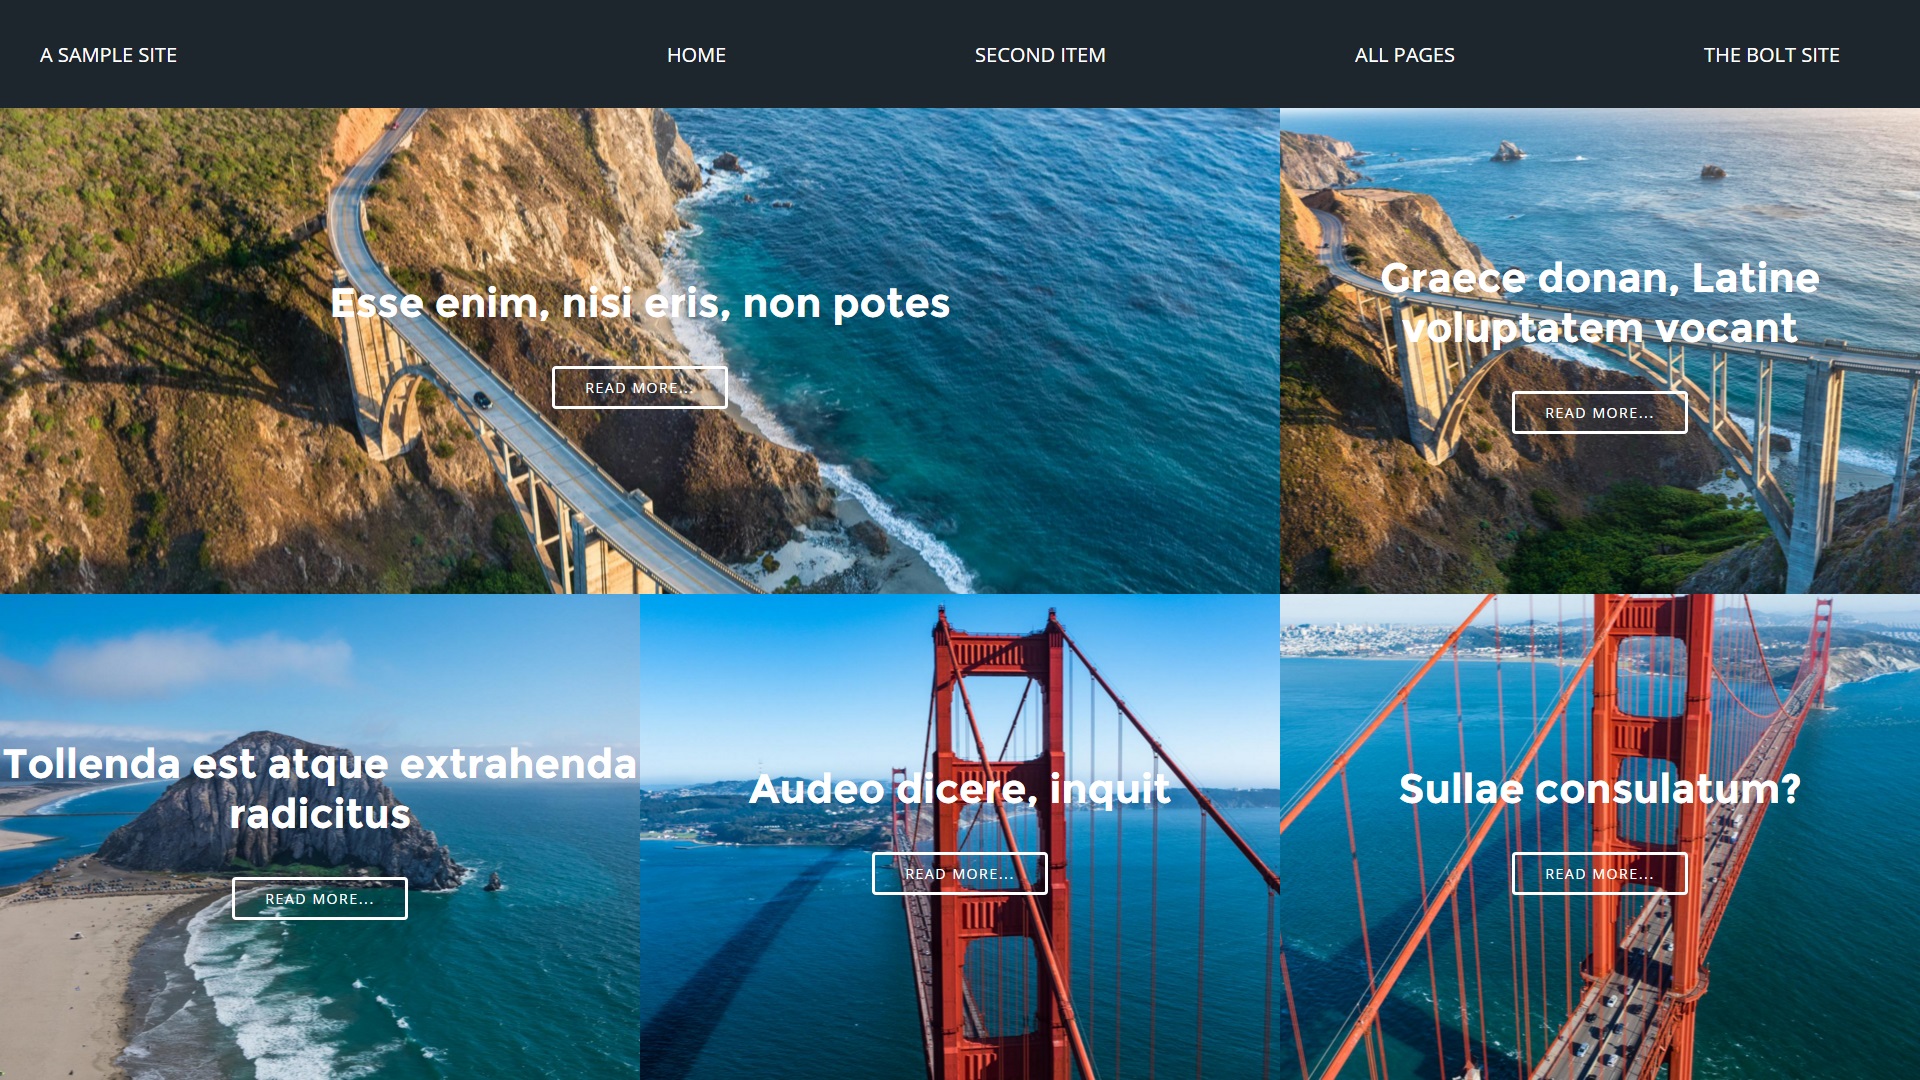 A SAMPLE SITE
HOME
SECOND ITEM
ALL PAGES
THE BOLT SITE
Esse enim, nisi eris, non potes
READ MORE...
Graece donan, Latine
voluptatem vocant
READ MORE...
Tollenda est atque extrahenda
radicitus
READ MORE...
Audeo dicere, inquit
READ MORE...
Sullae consulatum?
READ MORE...